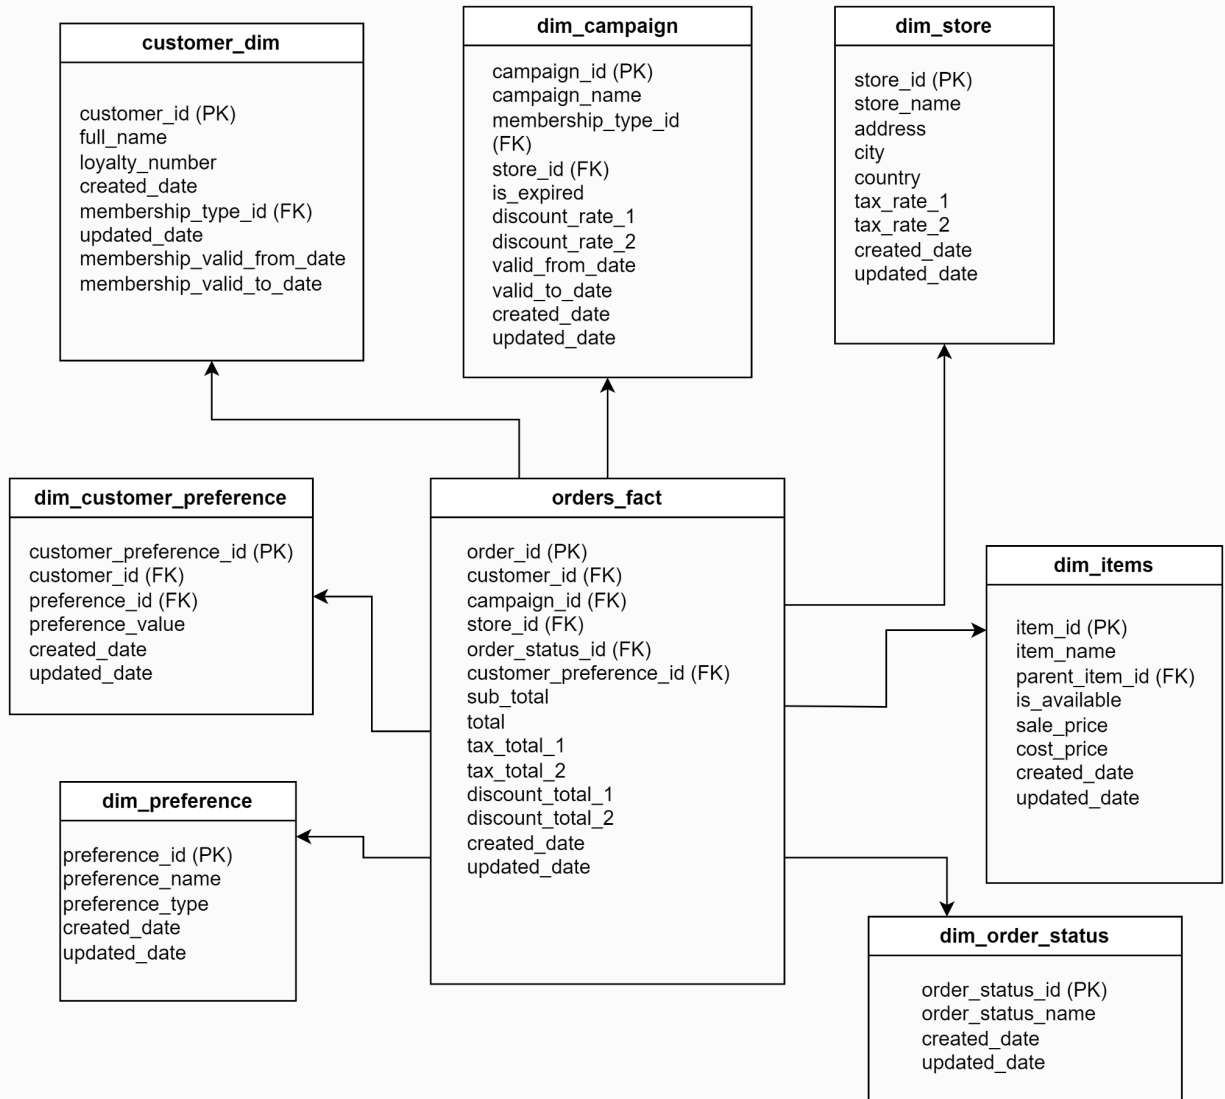 customer_dim
customer_id (PK)
full_name
loyalty_number
created_date
membership_type_id (FK)
updated_date
membership_valid_from_date
membership_valid_to_date
dim_campaign
campaign_id (PK)
campaign_name
membership_type_id
(FK)
store_id (FK)
is_expired
discount_rate_1
discount_rate_2
valid_from_date
valid_to_date
created_date
updated_date
dim_store
store_id (PK)
store_name
address
city
country
tax_rate_1
tax_rate_2
created_date
updated_date
dim_customer_preference
customer_preference_id (PK)
customer_id (FK)
preference_id (FK)
preference_value
created_date
updated_date
orders_fact
order_id (PK)
customer_id (FK)
campaign_id (FK)
store_id (FK)
order_status_id (FK)
customer_preference_id (FK)
sub_total
total
tax_total_1
tax_total_2
discount_total_1
discount_total_2
created_date
updated_date
dim_items
item_id (PK)
item_name
parent_item_id (FK)
is_available
sale_price
cost_price
created_date
updated_date
dim_preference
preference_id (PK)
preference_name
preference_type
created_date
updated_date
dim_order_status
order_status_id (PK)
order_status_name
created_date
updated_date